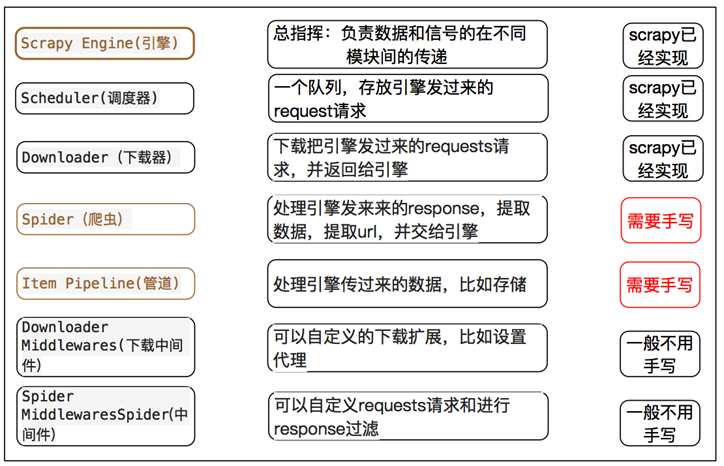 Scrapy Engine(引擎)
总指挥：负责数据和信号的在不同
模块间的传递
scrapy已
经实现
Scheduler(调度器)
一个队列，存放引擎发过来的
request请求
scrapy已
经实现
Downloader（下载器）
下载把引擎发过来的requests请
求，并返回给引擎
scrapy已
经实现
Spider（爬虫）
处理引擎发来来的response，提取
数据，提取url，并交给引擎
需要手写
Item Pipeline(管道)
处理引擎传过来的数据，比如存储
需要手写
Downloader
Middlewares(下载中间
件)
可以自定义的下载扩展，比如设置
代理
一般不用
手写
Spider
MiddlewaresSpider(中
间件)
可以自定义requests请求和进行
response过滤
一般不用
手写